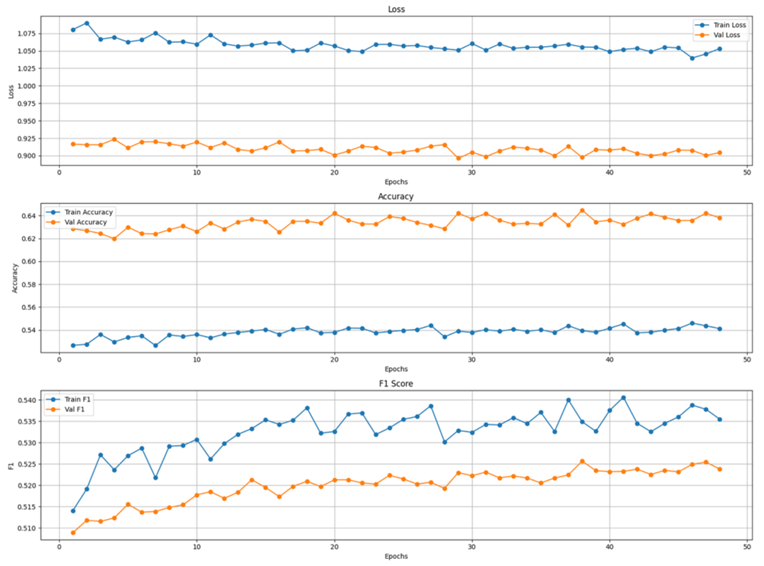 Loss
Train Loss
Val Loss
1.075
1.050
1.025
1.000
0.975
0.950
0.925
0.900
Loss
0
10
20
30
40
50
Epochs
Accuracy
Train Accuracy
Val Accuracy
0.64
0.62
0.60
0.58
0.56
0.54
Accuracy
0
10
20
30
40
50
Epochs
F1 Score
Train F1
Val F1
0.540
0.535
0.530
0.525
0.520
0.515
0.510
F1
0
10
20
30
40
50
Epochs